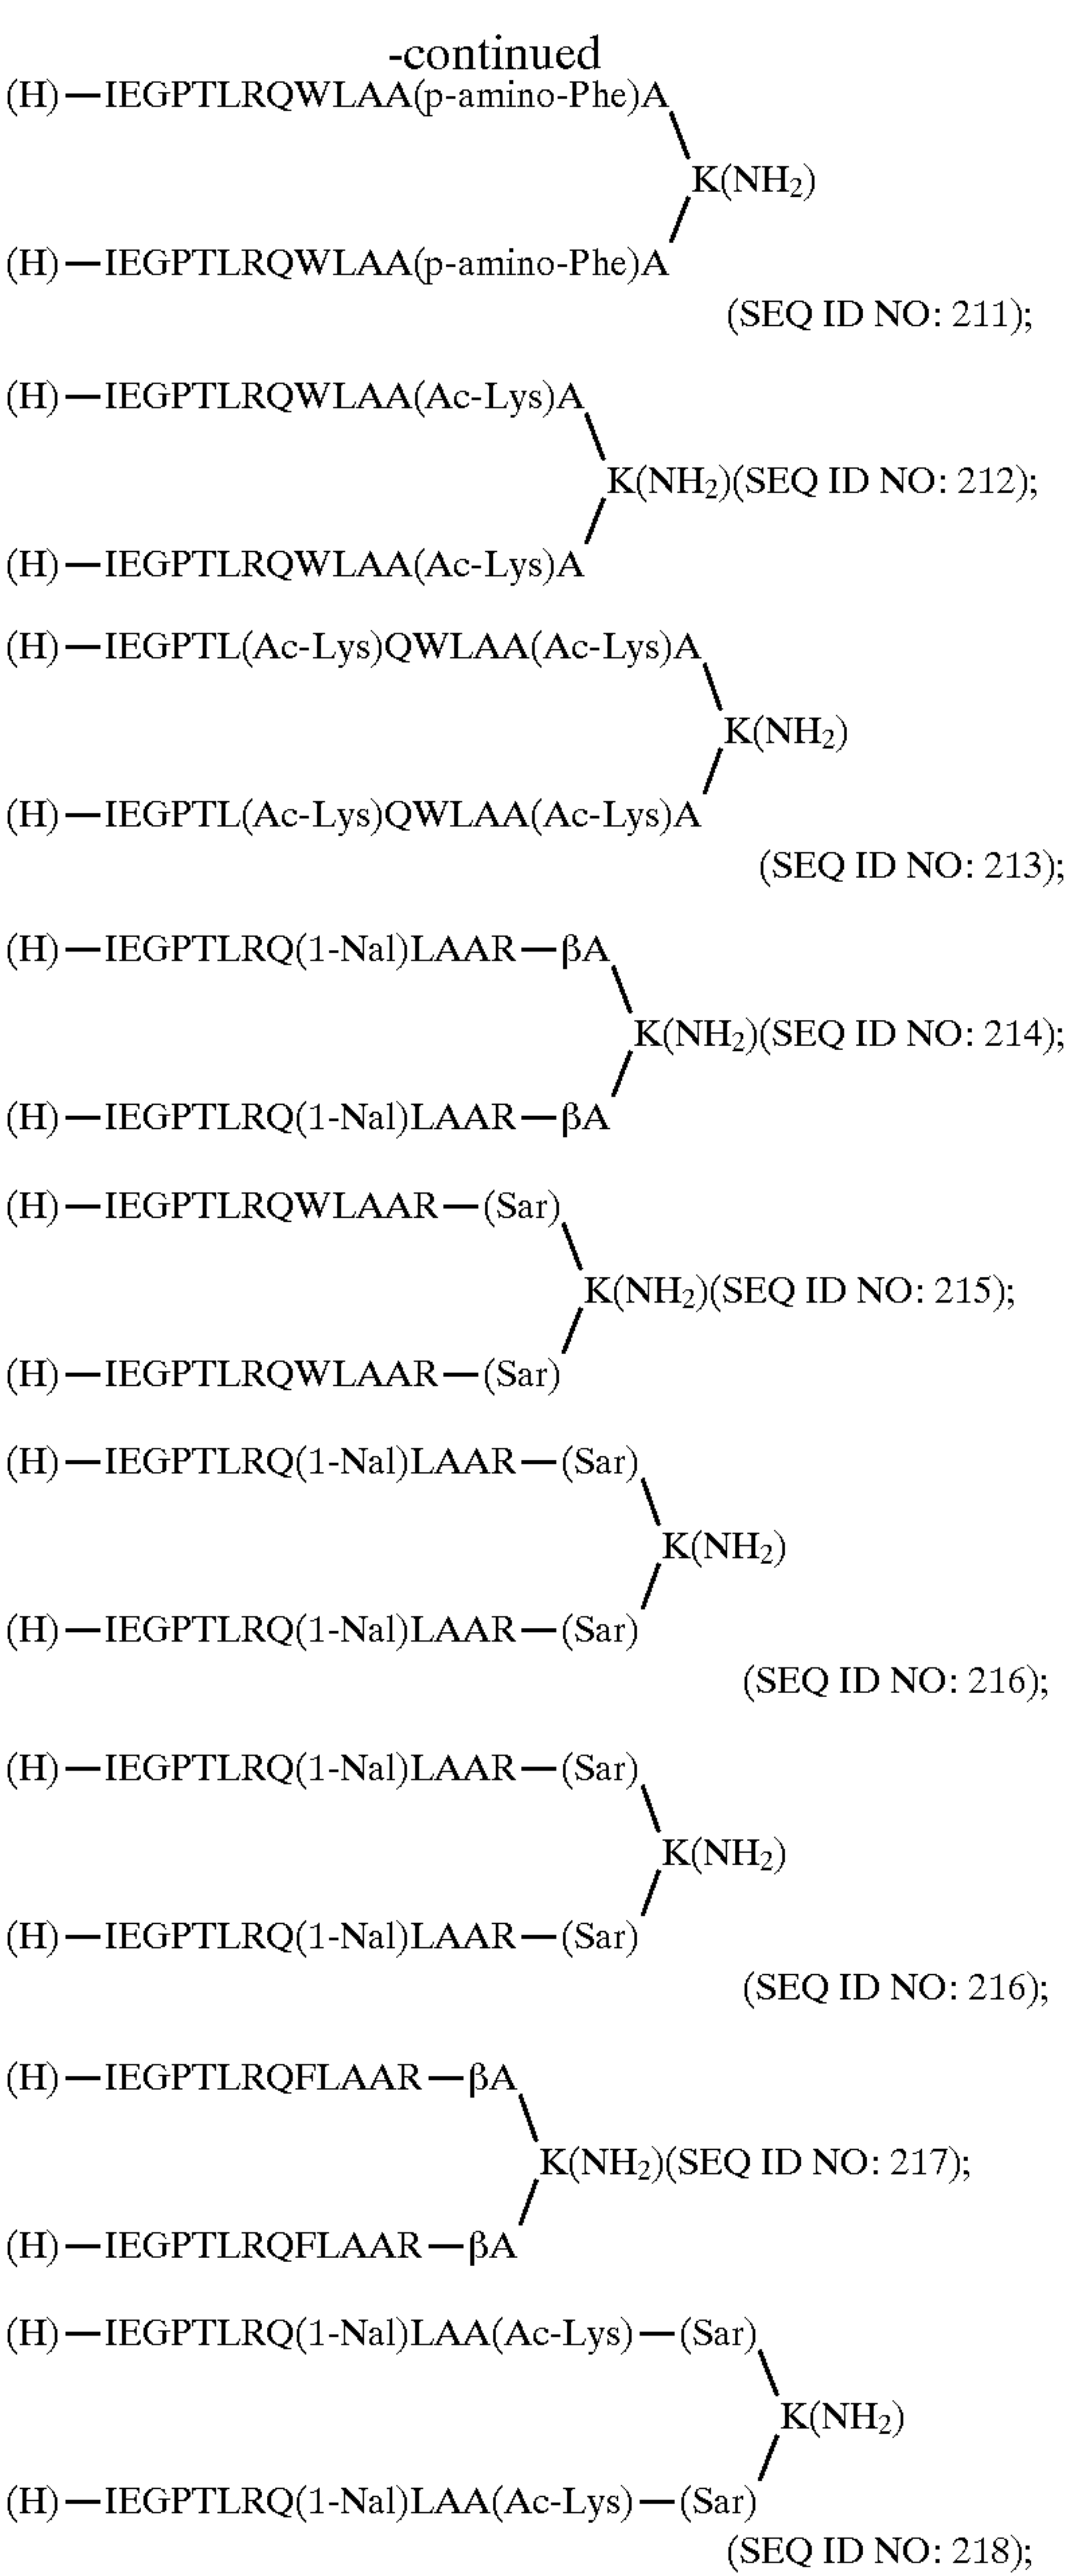 -continued
(H)—IEGPTLRQWLAA(p-amino-Phe)A
K(NH₂)
(H)—IEGPTLRQWLAA(p-amino-Phe)A
(SEQ ID NO: 211);
(H)—IEGPTLRQWLAA(Ac-Lys)A
K(NH₂)(SEQ ID NO: 212);
(H)—IEGPTLRQWLAA(Ac-Lys)A
(H)—IEGPTL(Ac-Lys)QWLAA(Ac-Lys)A
K(NH₂)
(H)—IEGPTL(Ac-Lys)QWLAA(Ac-Lys)A
(SEQ ID NO: 213);
(H)—IEGPTLRQ(1-Nal)LAAR—βA
K(NH₂)(SEQ ID NO: 214);
(H)—IEGPTLRQ(1-Nal)LAAR—βA
(H)—IEGPTLRQWLAAR—(Sar)
K(NH₂)(SEQ ID NO: 215);
(H)—IEGPTLRQWLAAR—(Sar)
(H)—IEGPTLRQ(1-Nal)LAAR—(Sar)
K(NH₂)
(H)—IEGPTLRQ(1-Nal)LAAR—(Sar)
(SEQ ID NO: 216);
(H)—IEGPTLRQ(1-Nal)LAAR—(Sar)
K(NH₂)
(H)—IEGPTLRQ(1-Nal)LAAR—(Sar)
(SEQ ID NO: 216);
(H)—IEGPTLRQFLAAR—βA
K(NH₂)(SEQ ID NO: 217);
(H)—IEGPTLRQFLAAR—βA
(H)—IEGPTLRQ(1-Nal)LAA(Ac-Lys)—(Sar)
K(NH₂)
(H)—IEGPTLRQ(1-Nal)LAA(Ac-Lys)—(Sar)
(SEQ ID NO: 218);